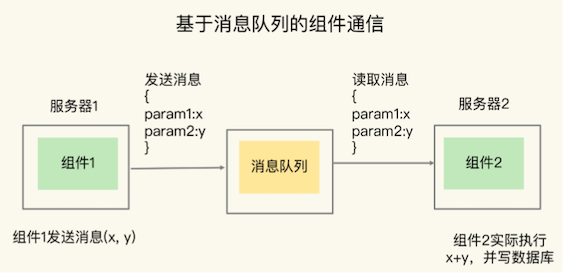 基于消息队列的组件通信
发送消息
{
param1:x
param2:y
}
读取消息
{
param1:x
param2:y
}
服务器1
服务器2
组件1
消息队列
组件2
组件1发送消息(x, y)
组件2实际执行
x+y，并写数据库